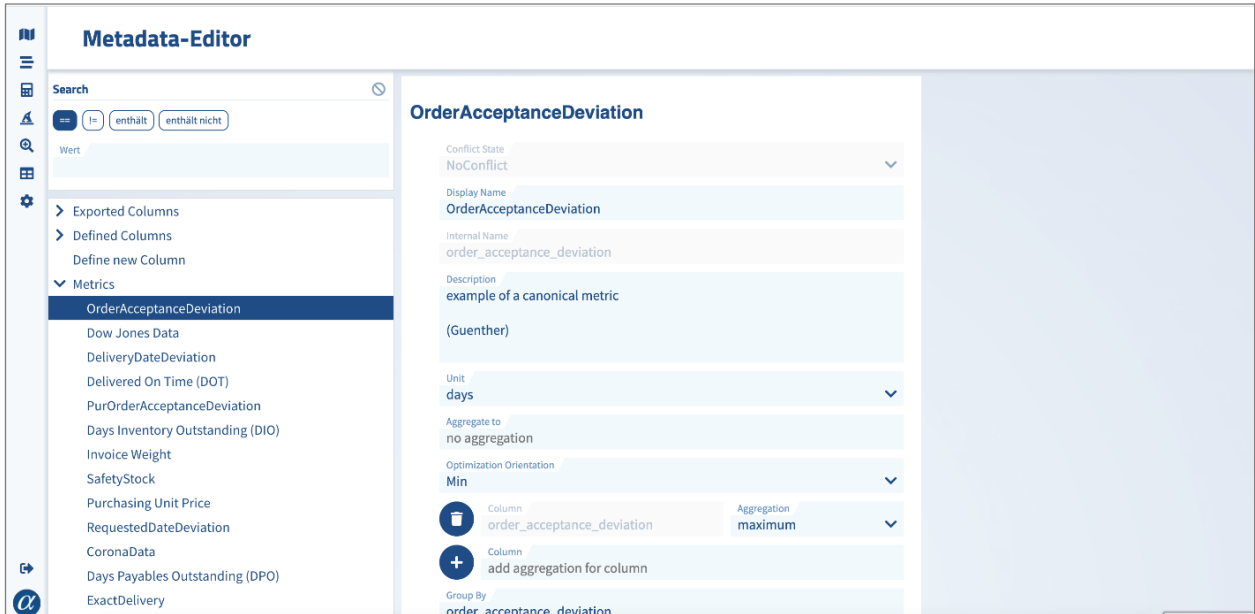 Metadata-Editor
Search
==
!=
enthält
enthält nicht
Wert
Exported Columns
Defined Columns
Define new Column
Metrics
OrderAcceptanceDeviation
Dow Jones Data
DeliveryDateDeviation
Delivered On Time (DOT)
PurOrderAcceptanceDeviation
Days Inventory Outstanding (DIO)
Invoice Weight
SafetyStock
Purchasing Unit Price
RequestedDateDeviation
CoronaData
Days Payables Outstanding (DPO)
ExactDelivery
α
OrderAcceptanceDeviation
Conflict State
NoConflict
Display Name
OrderAcceptanceDeviation
Internal Name
order_acceptance_deviation
Description
example of a canonical metric
(Guenther)
Unit
days
Aggregate to
no aggregation
Optimization Orientation
Min
Column
order_acceptance_deviation
Aggregation
maximum
Column
add aggregation for column
Group By
order_acceptance_deviation